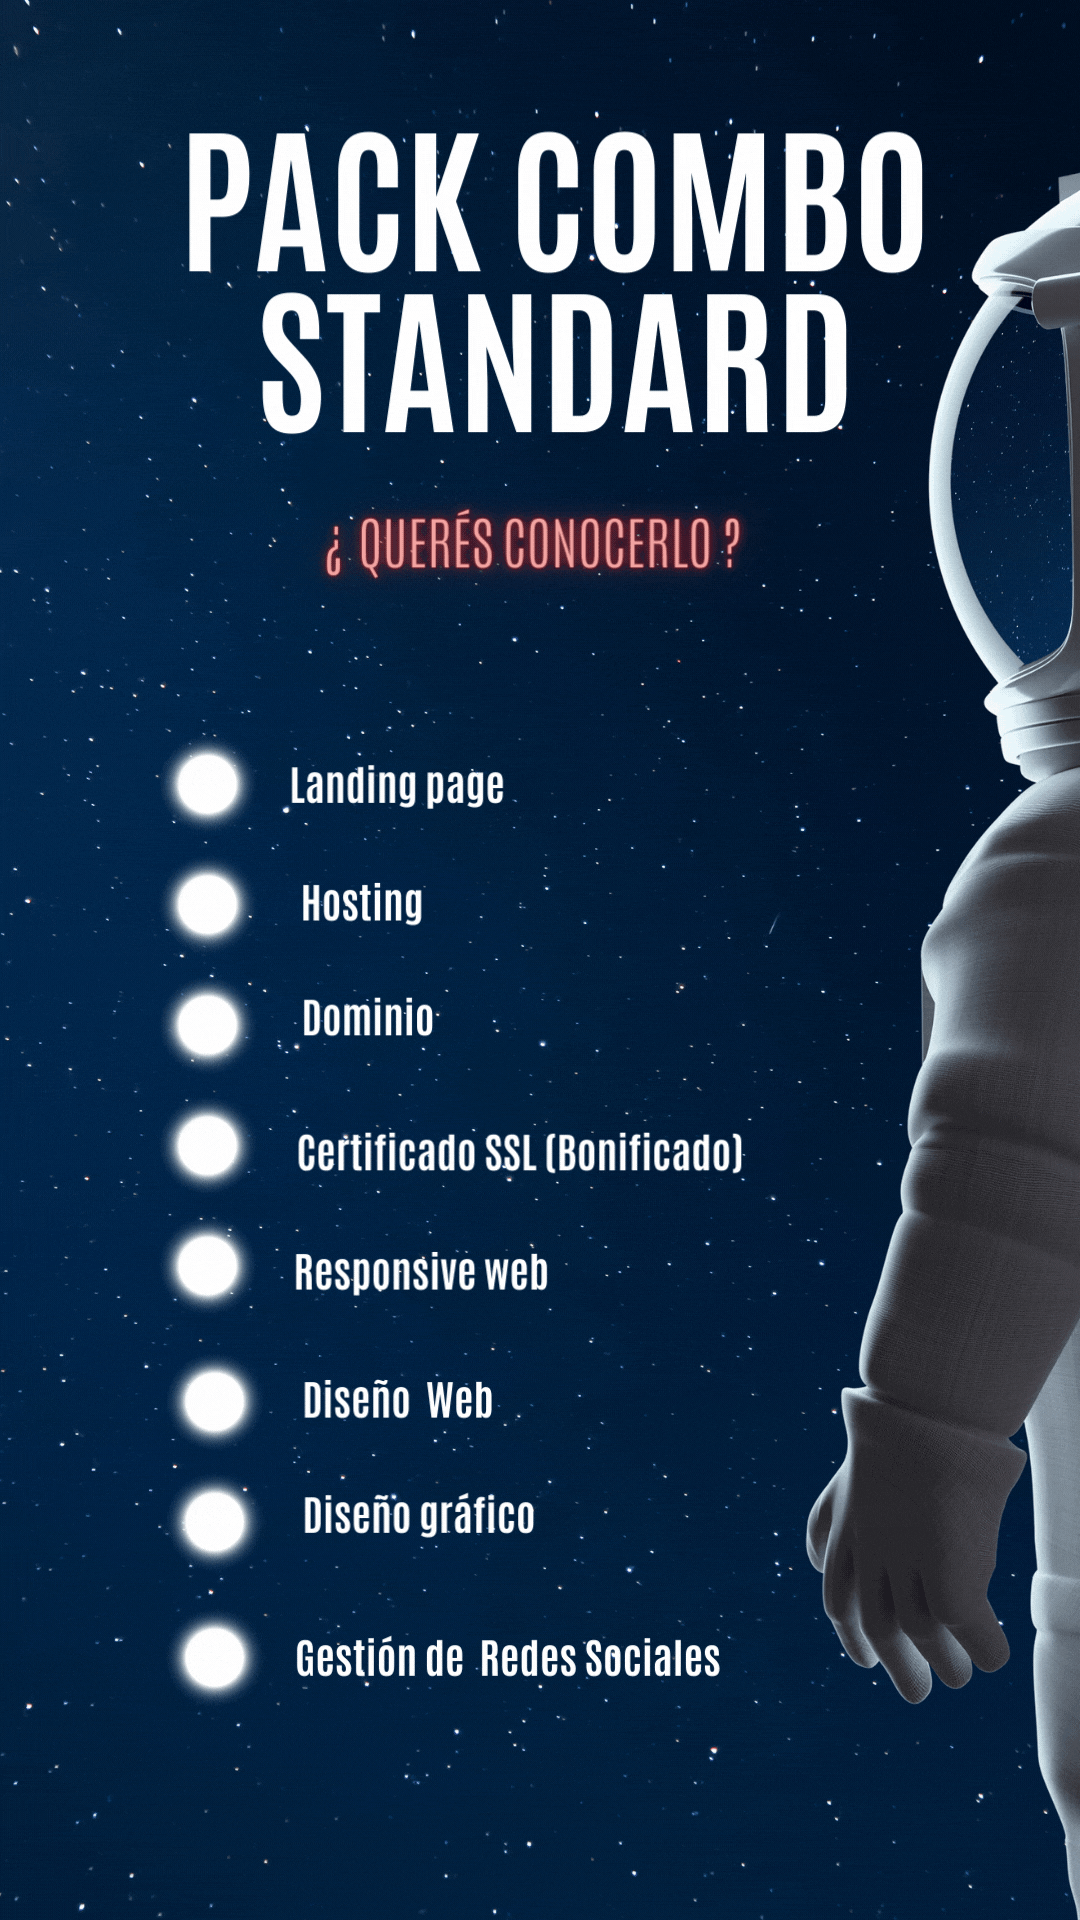 PACK COMBO
STANDARD
¿ QUERÉS CONOCERLO ?
Landing page
Hosting
Dominio
Certificado SSL (Bonificado)
Responsive web
Diseño Web
Diseño gráfico
Gestión de Redes Sociales